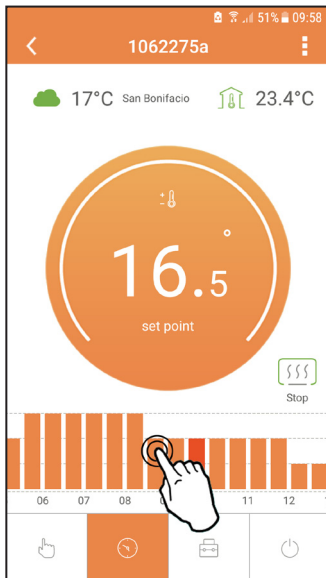 51% 09:58
1062275a
17°C San Bonifacio 23.4°C
16.5°
set point
Stop
06 07 08 11 12